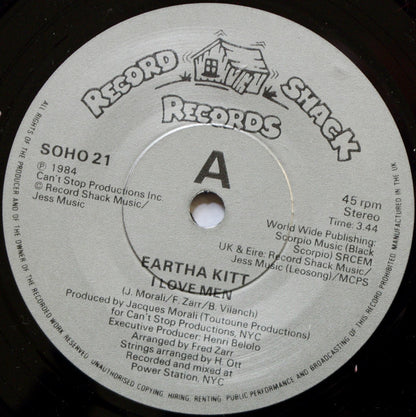 RECORD SHACK
RECORDS
SOHO 21
Ⓟ 1984
Can't Stop Productions Inc.
© Record Shack Music/
Jess Music
A
45 rpm
Stereo
Time: 3.44
World Wide Publishing:
Scorpio Music (Black
Scorpio) SRCEM
UK & Eire: Record Shack Music/
Jess Music (Leosong)/MCPS
EARTHA KITT
I LOVE MEN
(J. Morali/F. Zarr/B. Vilanch)
Produced by Jacques Morali (Toutoune Productions)
for Can't Stop Productions, NYC
Executive Producer: Henri Belolo
Arranged by Fred Zarr
Strings arranged by H. Ott
Recorded and mixed at
Power Station, NYC
ALL RIGHTS OF THE PRODUCER AND OF THE OWNER OF THE RECORDED WORK RESERVED. UNAUTHORISED COPYING, HIRING, RENTING, PUBLIC PERFORMANCE AND BROADCASTING OF THIS RECORD PROHIBITED. MANUFACTURED IN THE UK